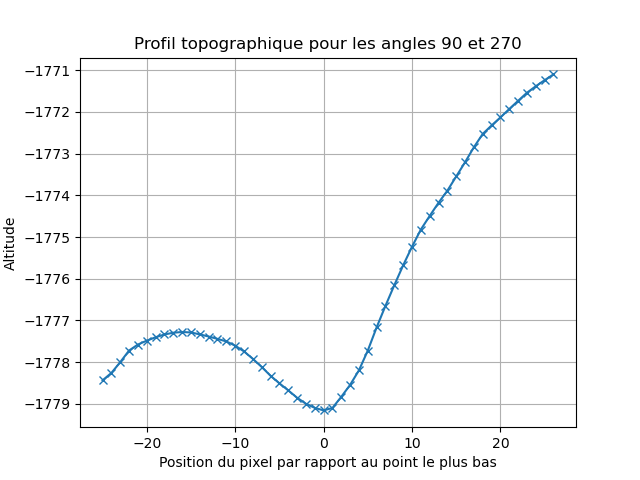 Profil topographique pour les angles 90 et 270
−1771
−1772
−1773
−1774
−1775
−1776
−1777
−1778
−1779
Altitude
−20 −10 0 10 20
Position du pixel par rapport au point le plus bas